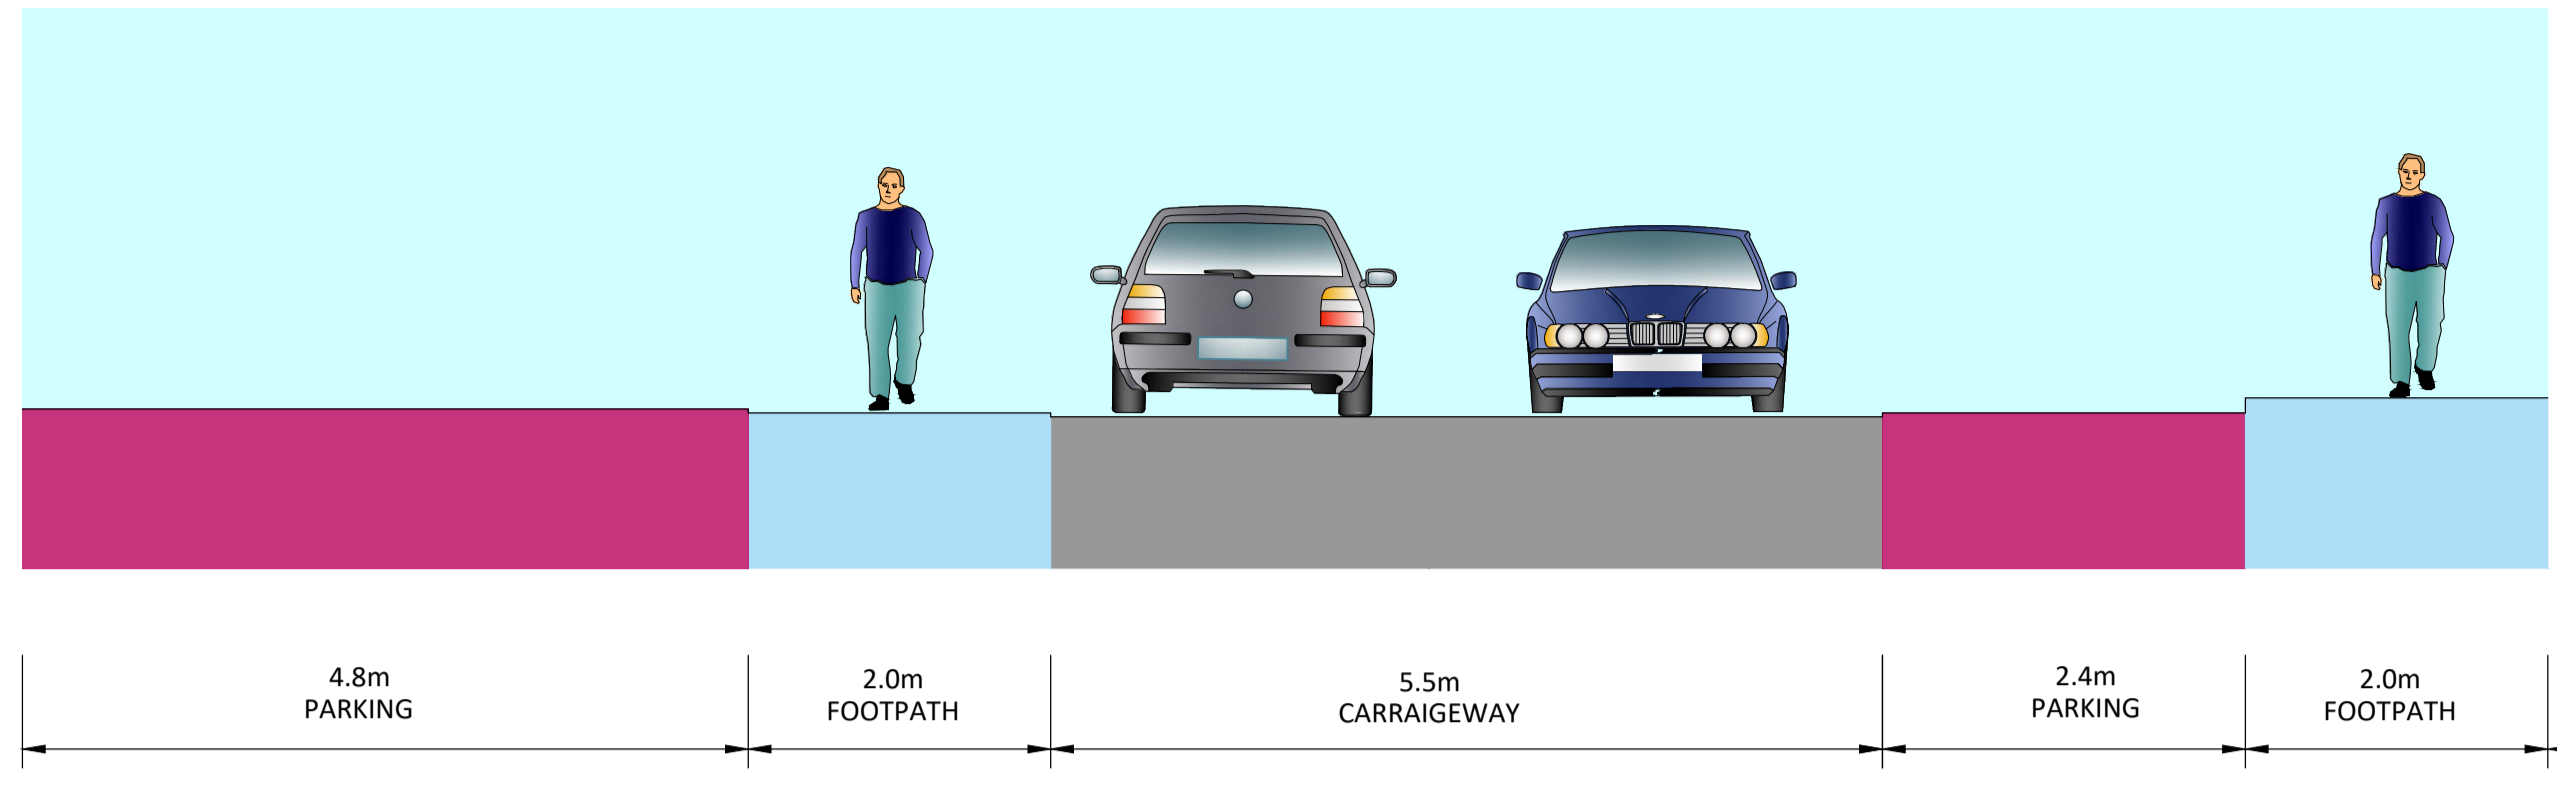 4.8m
PARKING
2.0m
FOOTPATH
5.5m
CARRAIGEWAY
2.4m
PARKING
2.0m
FOOTPATH